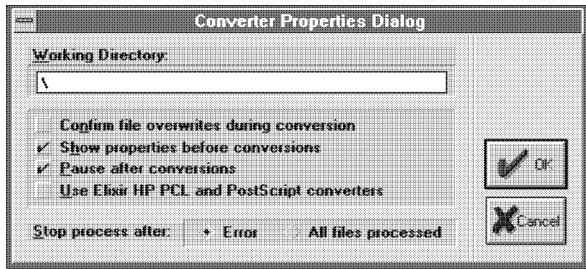 Converter Properties Dialog
Working Directory:
\
Confirm file overwrites during conversion
Show properties before conversions
Pause after conversions
Use Elixir HP PCL and PostScript converters
OK
Cancel
Stop process after: Error All files processed